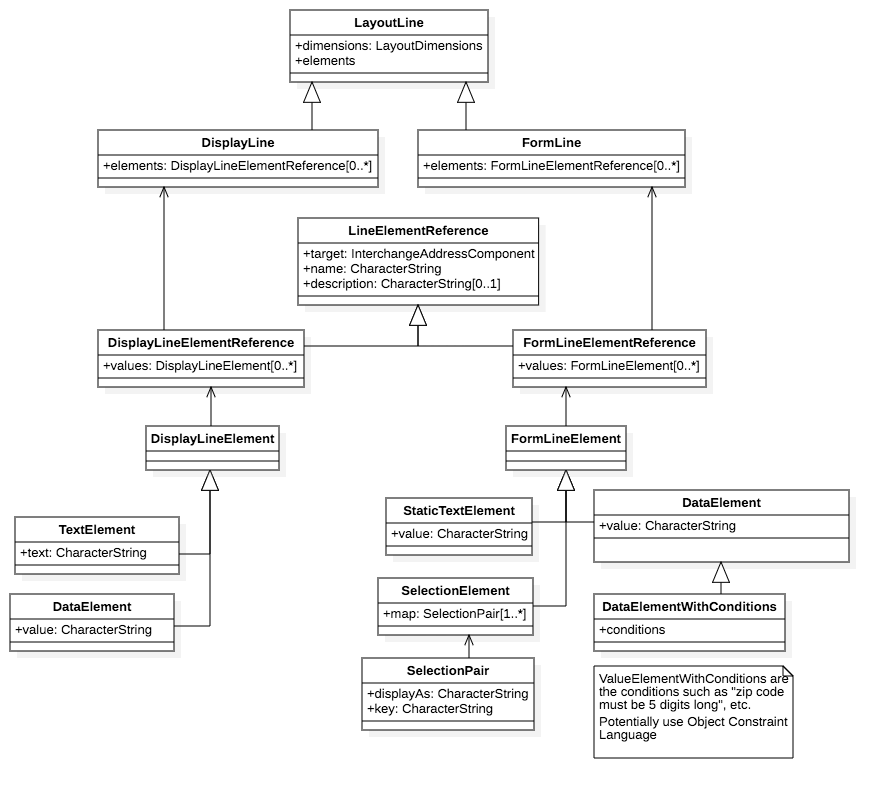 LayoutLine
+dimensions: LayoutDimensions
+elements
DisplayLine
+elements: DisplayLineElementReference[0..*]
FormLine
+elements: FormLineElementReference[0..*]
LineElementReference
+target: InterchangeAddressComponent
+name: CharacterString
+description: CharacterString[0..1]
DisplayLineElementReference
+values: DisplayLineElement[0..*]
FormLineElementReference
+values: FormLineElement[0..*]
DisplayLineElement
FormLineElement
TextElement
+text: CharacterString
DataElement
+value: CharacterString
StaticTextElement
+value: CharacterString
DataElement
+value: CharacterString
SelectionElement
+map: SelectionPair[1..*]
DataElementWithConditions
+conditions
SelectionPair
+displayAs: CharacterString
+key: CharacterString
ValueElementWithConditions are
the conditions such as "zip code
must be 5 digits long", etc.
Potentially use Object Constraint
Language